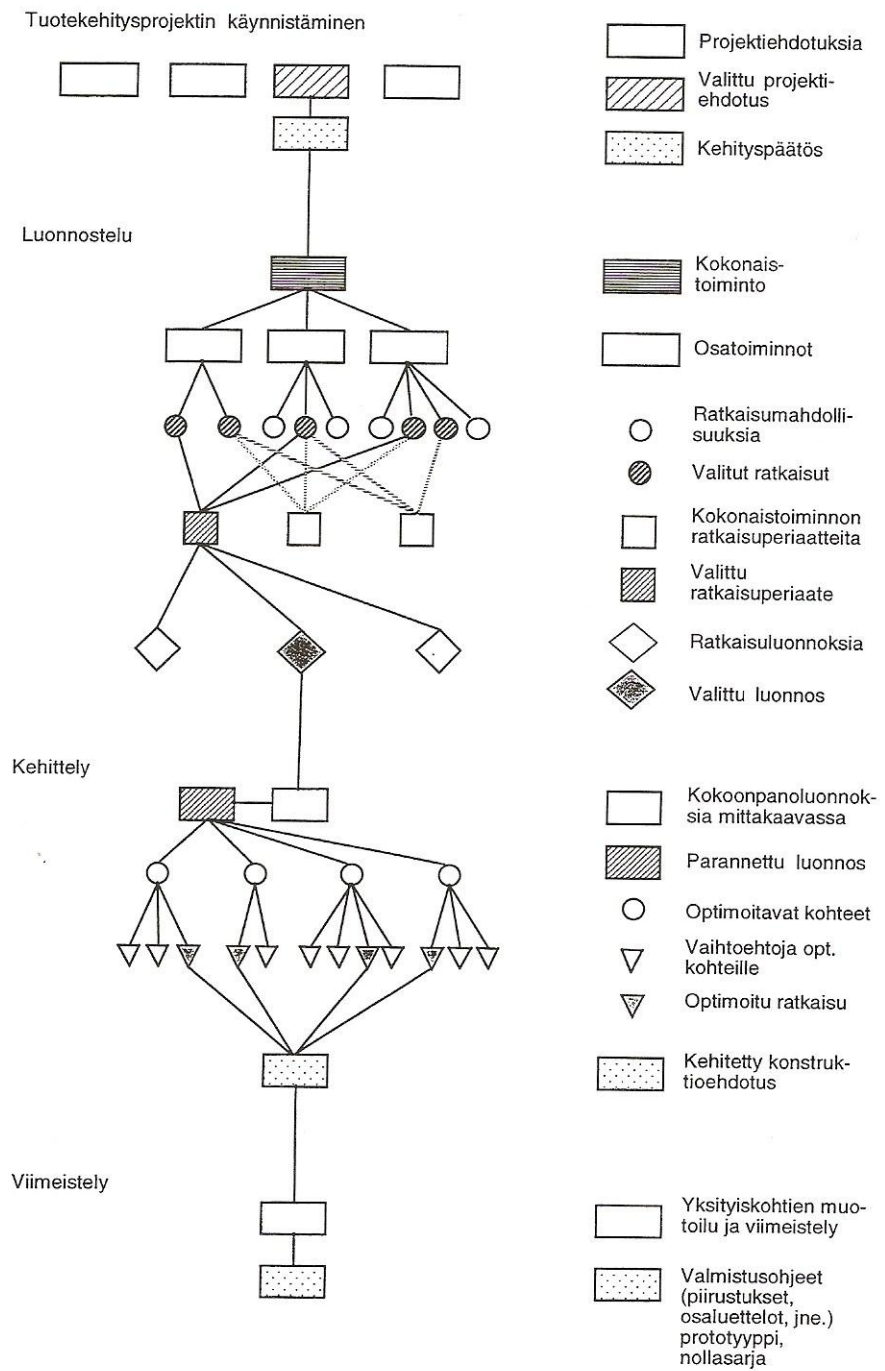 Tuotekehitysprojektin käynnistäminen
Projektiehdotuksia
Valittu projekti-
ehdotus
Kehityspäätös
Luonnostelu
Kokonais-
toiminto
Osatoiminnot
Ratkaisumahdolli-
suuksia
Valitut ratkaisut
Kokonaistoiminnon
ratkaisuperiaatteita
Valittu
ratkaisuperiaate
Ratkaisuluonnoksia
Valittu luonnos
Kehittely
Kokoonpanoluonnok-
sia mittakaavassa
Parannettu luonnos
Optimoitavat kohteet
Vaihtoehtoja opt.
kohteille
Optimoitu ratkaisu
Kehitetty konstruk-
tioehdotus
Viimeistely
Yksityiskohtien muo-
toilu ja viimeistely
Valmistusohjeet
(piirustukset,
osaluettelot, jne.)
prototyyppi,
nollasarja